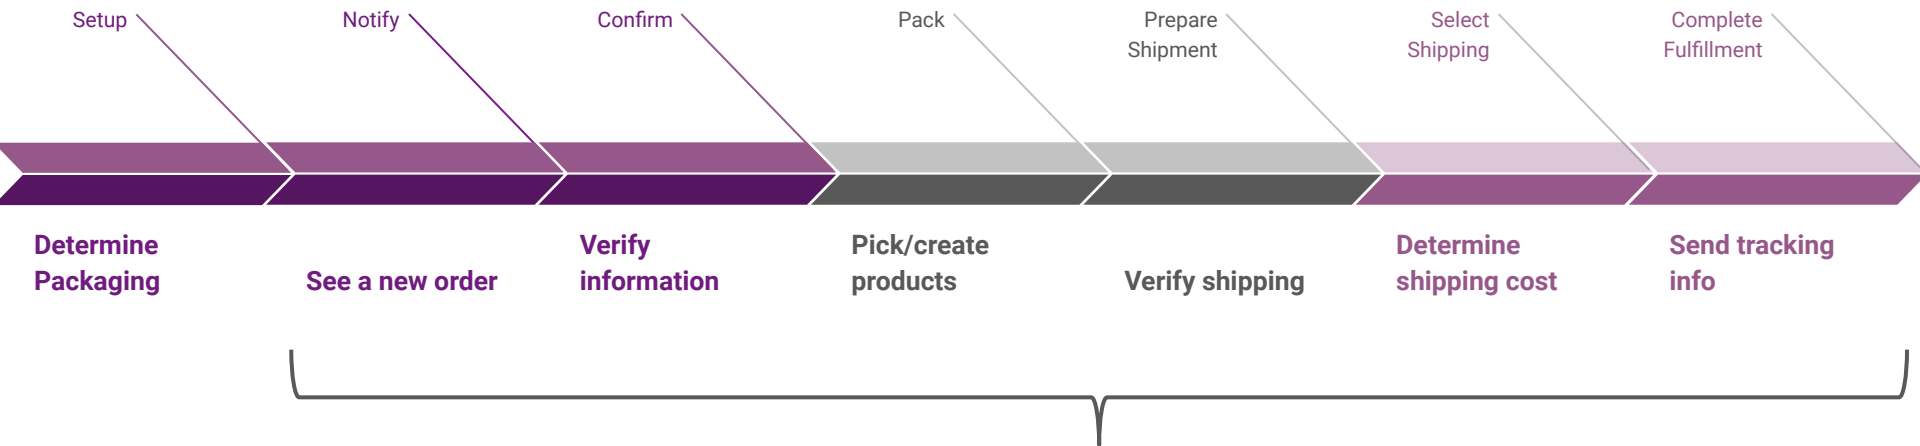 Setup
Notify
Confirm
Pack
Prepare
Shipment
Select
Shipping
Complete
Fulfillment
Determine
Packaging
See a new order
Verify
information
Pick/create
products
Verify shipping
Determine
shipping cost
Send tracking
info